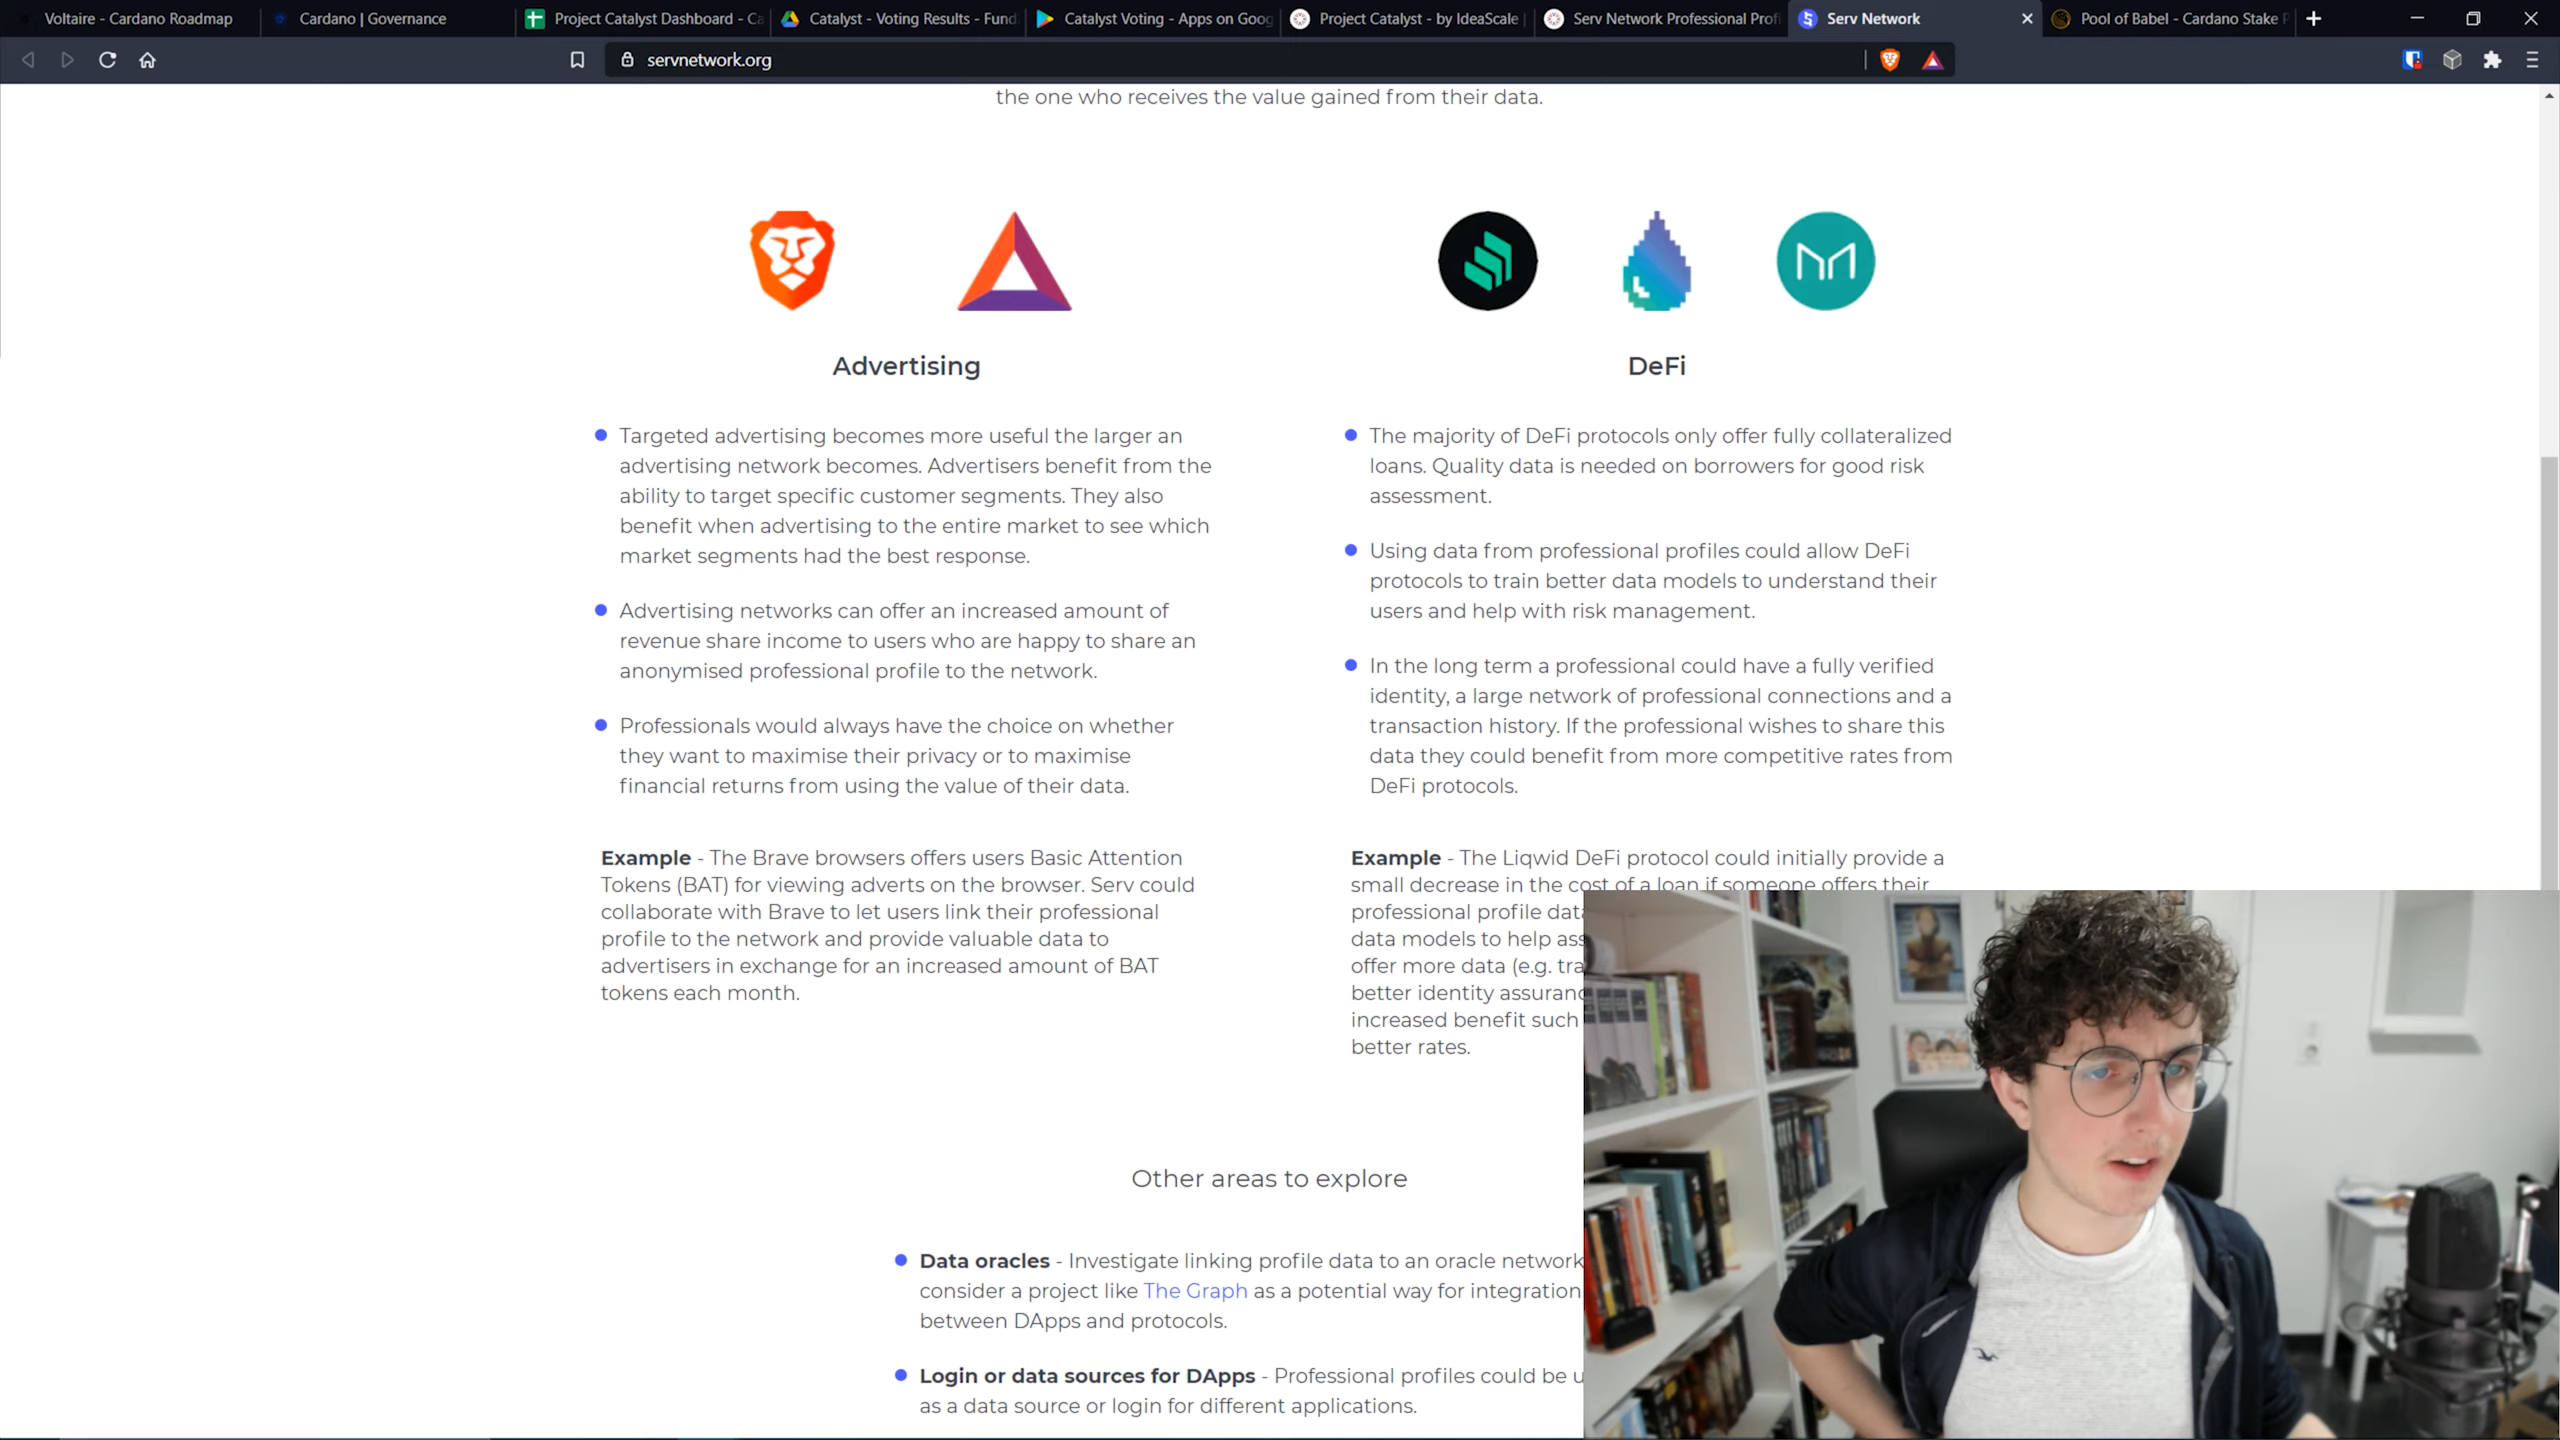 Voltaire - Cardano Roadmap
Cardano | Governance
Project Catalyst Dashboard - Ca
Catalyst - Voting Results - Fund
Catalyst Voting - Apps on Goog
Project Catalyst - by IdeaScale
Serv Network Professional Profi
Serv Network
Pool of Babel - Cardano Stake P
servnetwork.org
the one who receives the value gained from their data.
Advertising
Targeted advertising becomes more useful the larger an
advertising network becomes. Advertisers benefit from the
ability to target specific customer segments. They also
benefit when advertising to the entire market to see which
market segments had the best response.
Advertising networks can offer an increased amount of
revenue share income to users who are happy to share an
anonymised professional profile to the network.
Professionals would always have the choice on whether
they want to maximise their privacy or to maximise
financial returns from using the value of their data.
Example - The Brave browsers offers users Basic Attention
Tokens (BAT) for viewing adverts on the browser. Serv could
collaborate with Brave to let users link their professional
profile to the network and provide valuable data to
advertisers in exchange for an increased amount of BAT
tokens each month.
DeFi
The majority of DeFi protocols only offer fully collateralized
loans. Quality data is needed on borrowers for good risk
assessment.
Using data from professional profiles could allow DeFi
protocols to train better data models to understand their
users and help with risk management.
In the long term a professional could have a fully verified
identity, a large network of professional connections and a
transaction history. If the professional wishes to share this
data they could benefit from more competitive rates from
DeFi protocols.
Example - The Liqwid DeFi protocol could initially provide a
small decrease in the cost of a loan if someone offers their
professional profile data
data models to help ass
offer more data (e.g. tra
better identity assuranc
increased benefit such
better rates.
Other areas to explore
Data oracles - Investigate linking profile data to an oracle network
consider a project like The Graph as a potential way for integration
between DApps and protocols.
Login or data sources for DApps - Professional profiles could be u
as a data source or login for different applications.